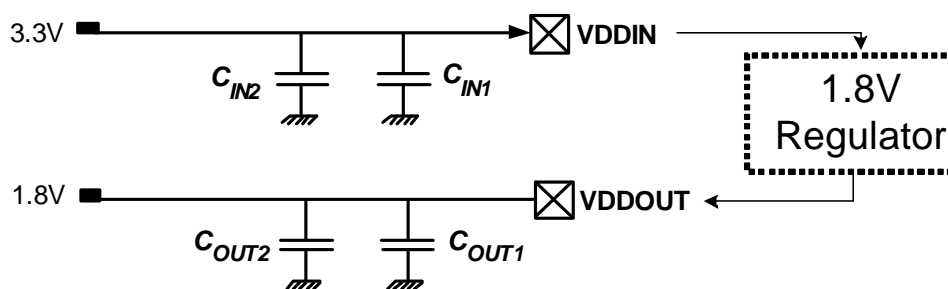 3.3V
VDDIN
C_IN2
C_IN1
1.8V
Regulator
1.8V
VDDOUT
C_OUT2
C_OUT1